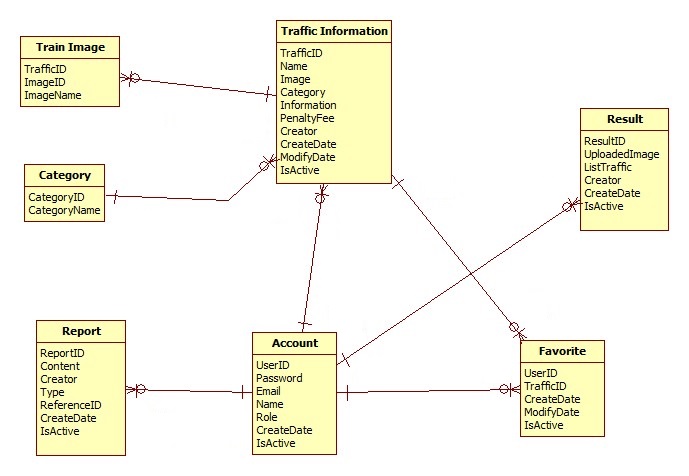 Train Image
TrafficID
ImageID
ImageName
Traffic Information
TrafficID
Name
Image
Category
Information
PenaltyFee
Creator
CreateDate
ModifyDate
IsActive
Result
ResultID
UploadedImage
ListTraffic
Creator
CreateDate
IsActive
Category
CategoryID
CategoryName
Report
ReportID
Content
Creator
Type
ReferenceID
CreateDate
IsActive
Account
UserID
Password
Email
Name
Role
CreateDate
IsActive
Favorite
UserID
TrafficID
CreateDate
ModifyDate
IsActive